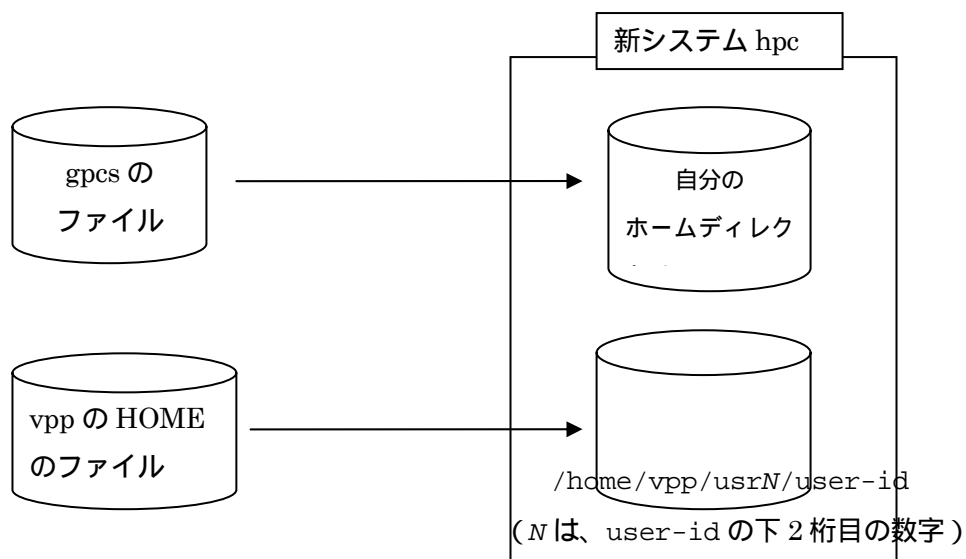 新システム hpc
gpcs の
ファイル
自分の
ホームディレク
vpp の HOME
のファイル
/home/vpp/usrN/user-id
(N は、user-id の下 2 桁目の数字)